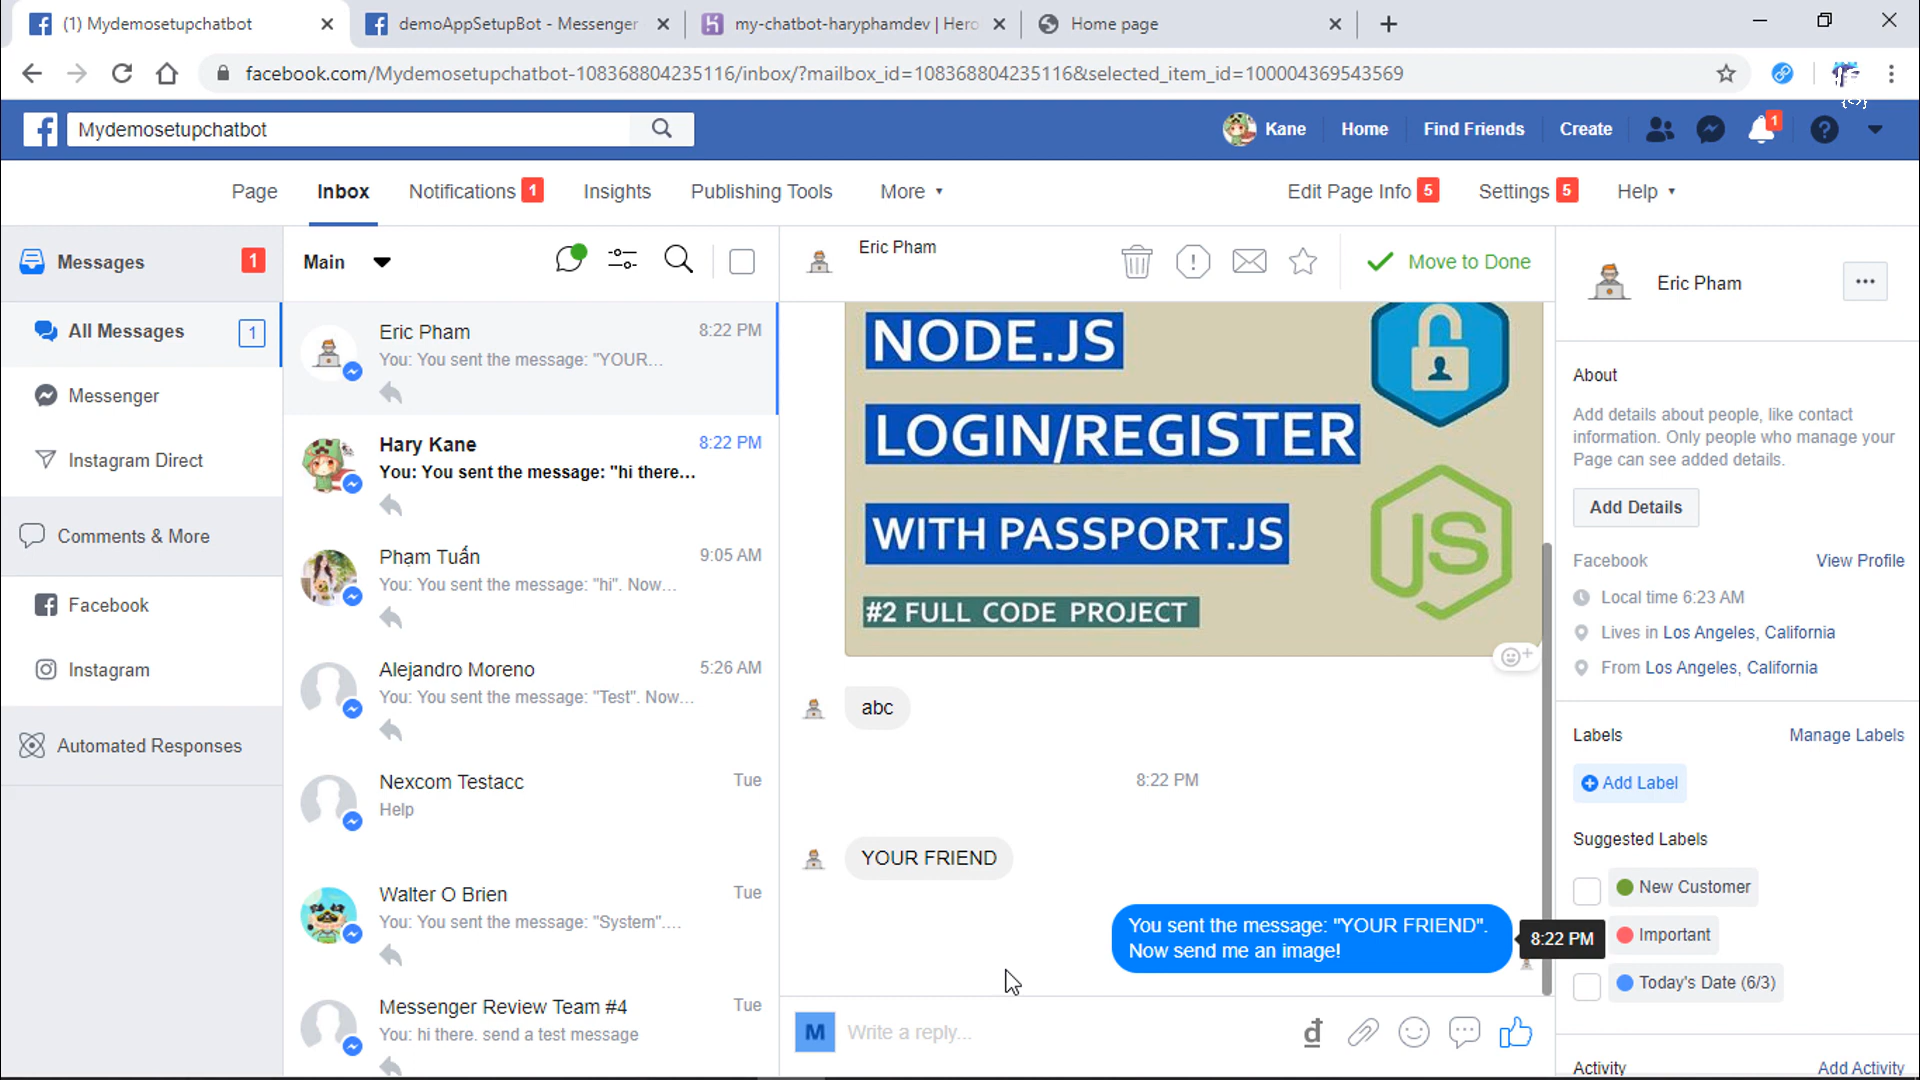 (1) Mydemosetupchatbot
demoAppSetupBot - Messenger
my-chatbot-haryphamdev | Hero
Home page
facebook.com/Mydemosetupchatbot-108368804235116/inbox/?mailbox_id=108368804235116&selected_item_id=100004369543569
Mydemosetupchatbot
Kane
Home
Find Friends
Create
1
Page
Inbox
Notifications 1
Insights
Publishing Tools
More
Edit Page Info 5
Settings 5
Help
Messages 1
All Messages 1
Messenger
Instagram Direct
Comments & More
Facebook
Instagram
Automated Responses
Main
Eric Pham 8:22 PM
You: You sent the message: "YOUR...
Hary Kane 8:22 PM
You: You sent the message: "hi there...
Phạm Tuấn 9:05 AM
You: You sent the message: "hi". Now...
Alejandro Moreno 5:26 AM
You: You sent the message: "Test". Now...
Nexcom Testacc Tue
Help
Walter O Brien Tue
You: You sent the message: "System"....
Messenger Review Team #4 Tue
You: hi there. send a test message
Eric Pham
Move to Done
NODE.JS
LOGIN/REGISTER
WITH PASSPORT.JS
#2 FULL CODE PROJECT
JS
abc
8:22 PM
YOUR FRIEND
You sent the message: "YOUR FRIEND".
Now send me an image!
8:22 PM
M
Write a reply...
đ
Eric Pham
About
Add details about people, like contact
information. Only people who manage your
Page can see added details.
Add Details
Facebook
View Profile
Local time 6:23 AM
Lives in Los Angeles, California
From Los Angeles, California
Labels
Manage Labels
Add Label
Suggested Labels
New Customer
Important
Today's Date (6/3)
Activity
Add Activity